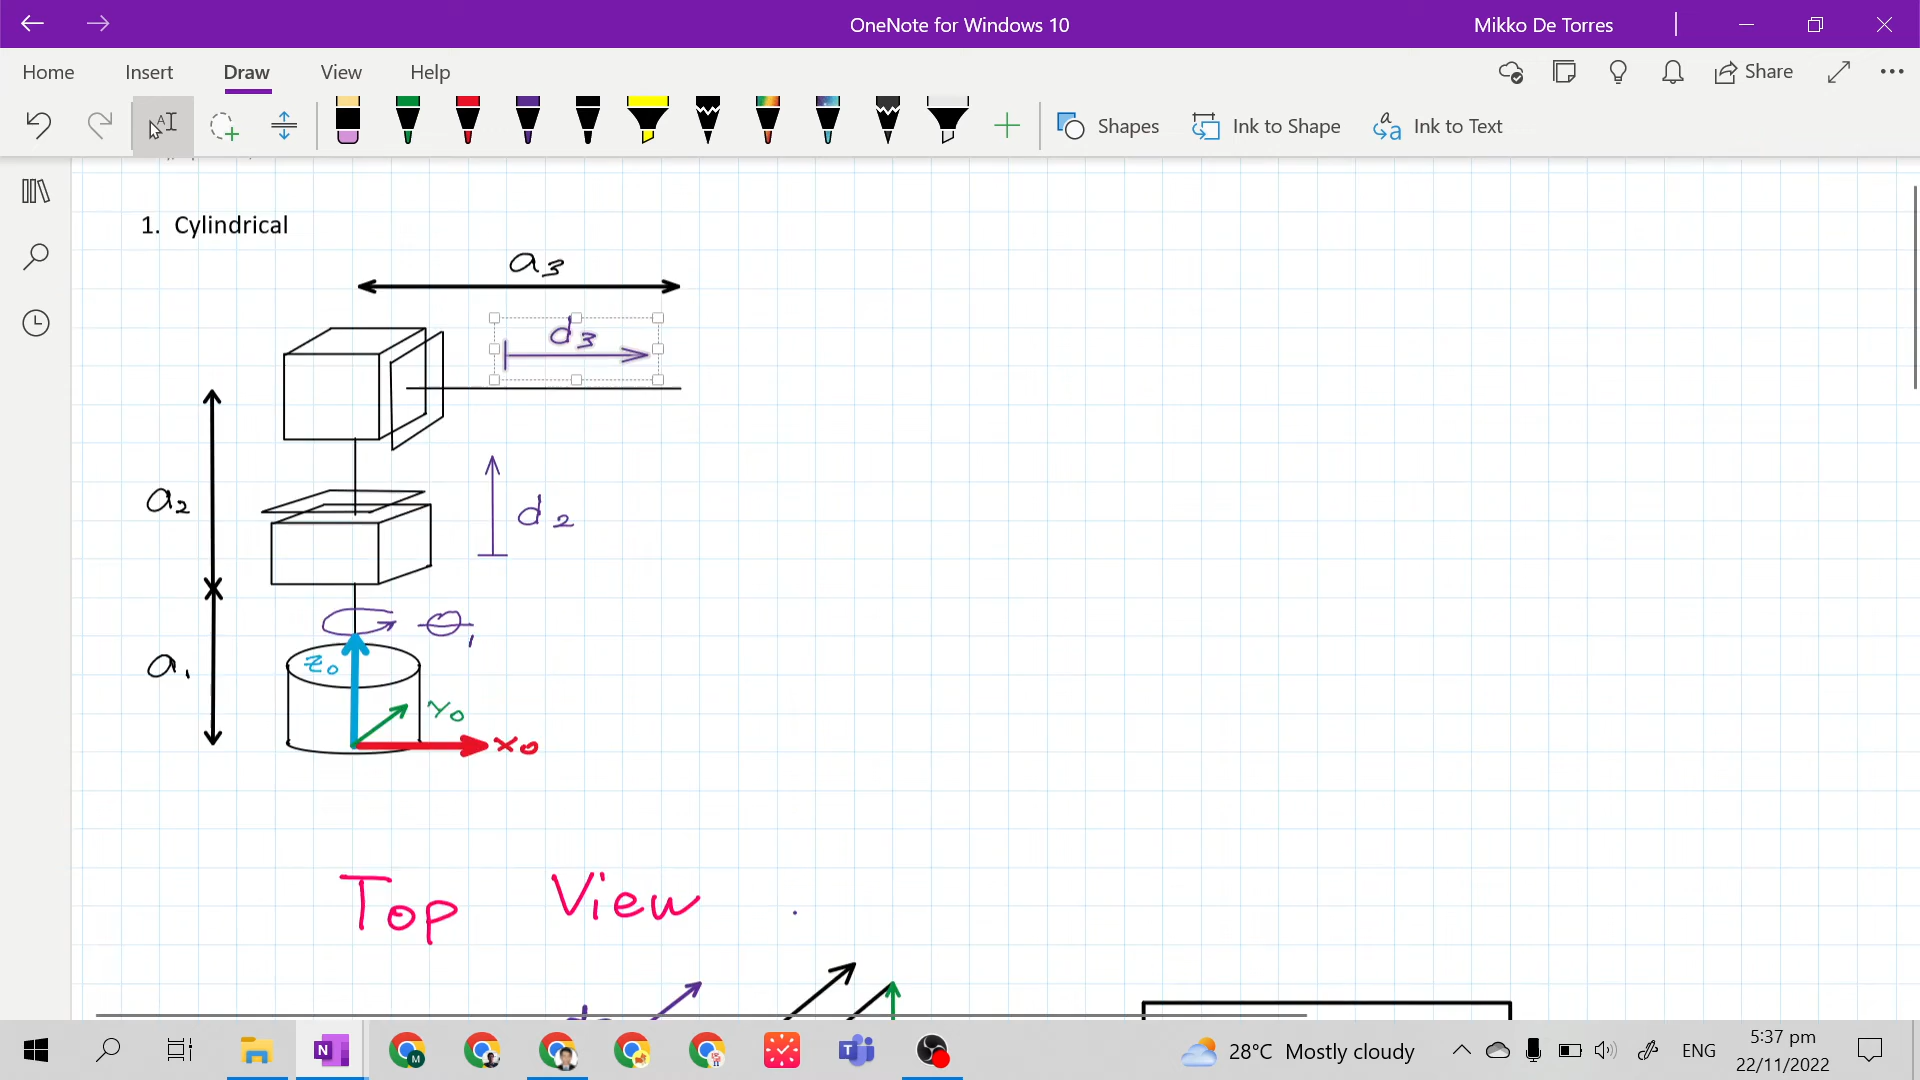 OneNote for Windows 10
Mikko De Torres
Home Insert Draw View Help
Share
Shapes
Ink to Shape
Ink to Text
1. Cylindrical
a3
d3
a2
d2
θ1
a1
z0
Y0
x0
Top View
28°C Mostly cloudy
ENG
5:37 pm
22/11/2022